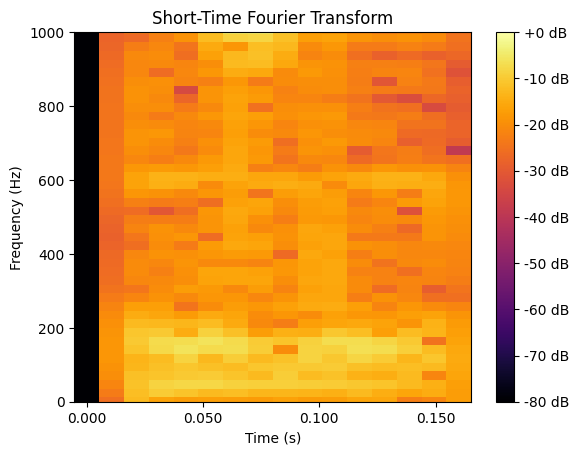 Short-Time Fourier Transform
1000
800
600
400
200
0
Frequency (Hz)
0.000
0.050
0.100
0.150
Time (s)
+0 dB
-10 dB
-20 dB
-30 dB
-40 dB
-50 dB
-60 dB
-70 dB
-80 dB